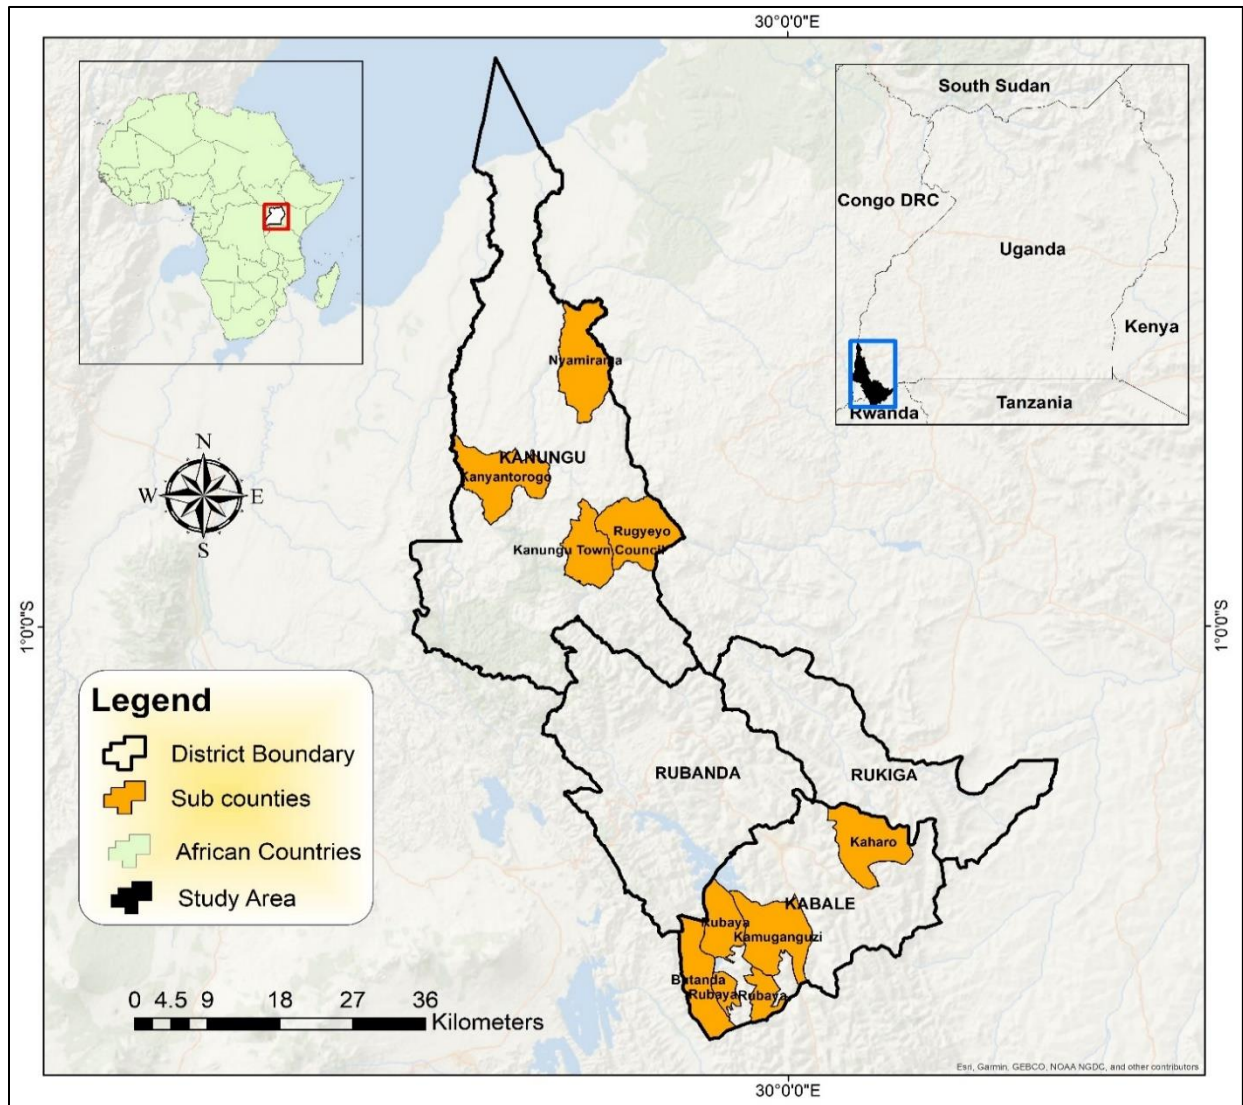 30°0'0"E
South Sudan
Congo DRC
Uganda
Kenya
Rwanda
Tanzania
Nyamirama
KANUNGU
Kanyantorogo
Rugyeyo
Kanungu Town Council
N
W
E
S
1°0'0"S
1°0'0"S
Legend
District Boundary
Sub counties
African Countries
Study Area
RUBANDA
RUKIGA
Kaharo
KABALE
Rubaya
Kamuganguzi
Butanda
Rubaya
Rubaya
0 4.5 9 18 27 36
Kilometers
Esri, Garmin, GEBCO, NOAA NGDC, and other contributors
30°0'0"E